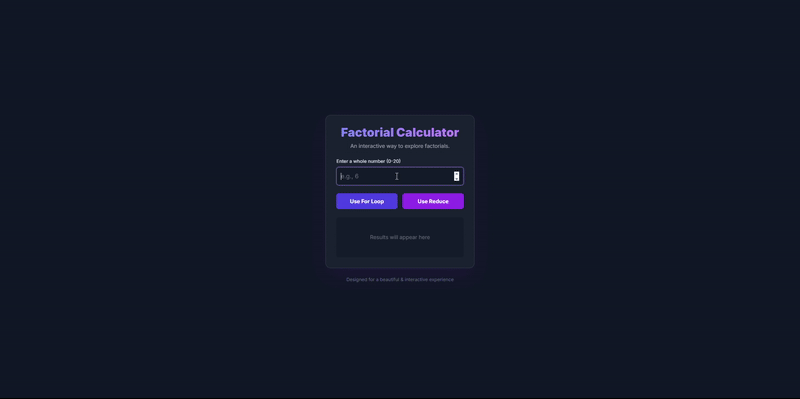 Factorial Calculator
An interactive way to explore factorials.
Enter a whole number (0-20)
e.g., 6
Use For Loop
Use Reduce
Results will appear here
Designed for a beautiful & interactive experience